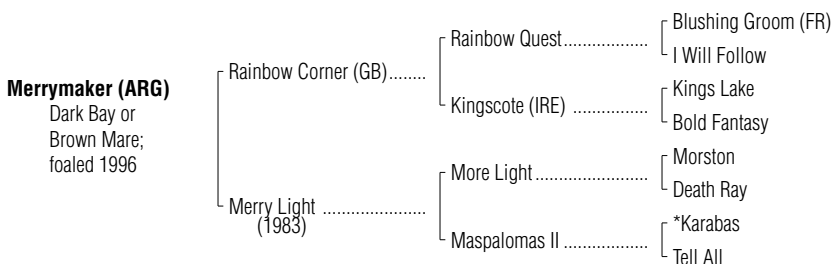 Merrymaker (ARG)
Dark Bay or
Brown Mare;
foaled 1996
Rainbow Corner (GB)........
Merry Light ......................
(1983)
Rainbow Quest..................
Kingscote (IRE) ................
More Light ........................
Maspalomas II ..................
Blushing Groom (FR)
I Will Follow
Kings Lake
Bold Fantasy
Morston
Death Ray
*Karabas
Tell All